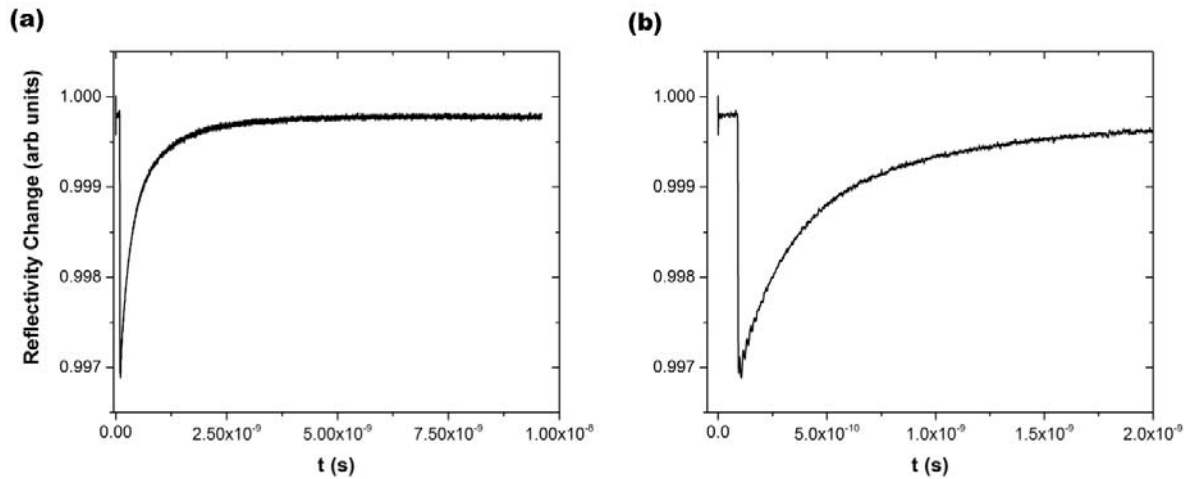 (a)
Reflectivity Change (arb units)
1.000
0.999
0.998
0.997
0.00
2.50x10⁻⁹
5.00x10⁻⁹
7.50x10⁻⁹
1.00x10⁻⁸
t (s)
(b)
1.000
0.999
0.998
0.997
0.0
5.0x10⁻¹⁰
1.0x10⁻⁹
1.5x10⁻⁹
2.0x10⁻⁹
t (s)